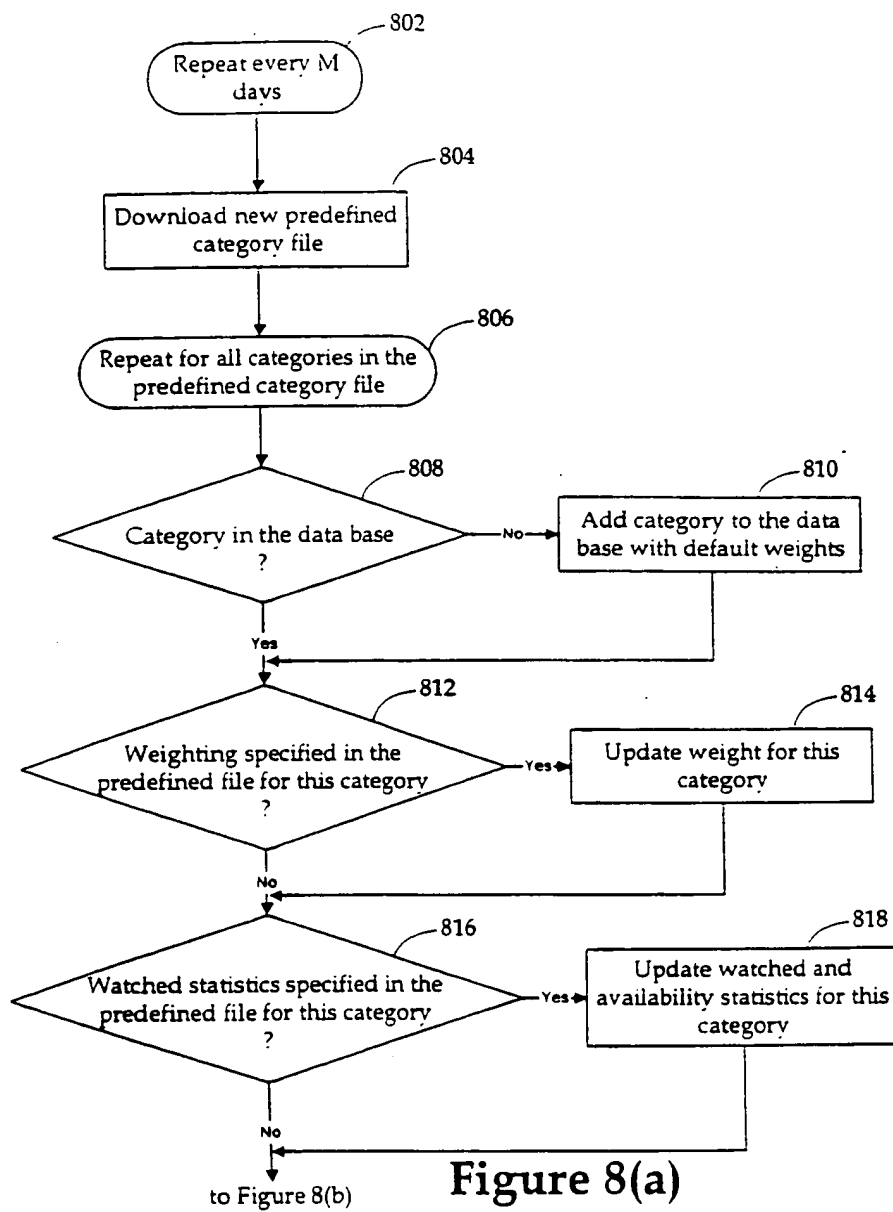 802
Repeat every M
days
804
Download new predefined
category file
806
Repeat for all categories in the
predefined category file
808
Category in the data base
?
No
810
Add category to the data
base with default weights
Yes
812
Weighting specified in the
predefined file for this category
?
Yes
814
Update weight for this
category
No
816
Watched statistics specified in the
predefined file for this category
?
Yes
818
Update watched and
availability statistics for this
category
No
to Figure 8(b)
Figure 8(a)